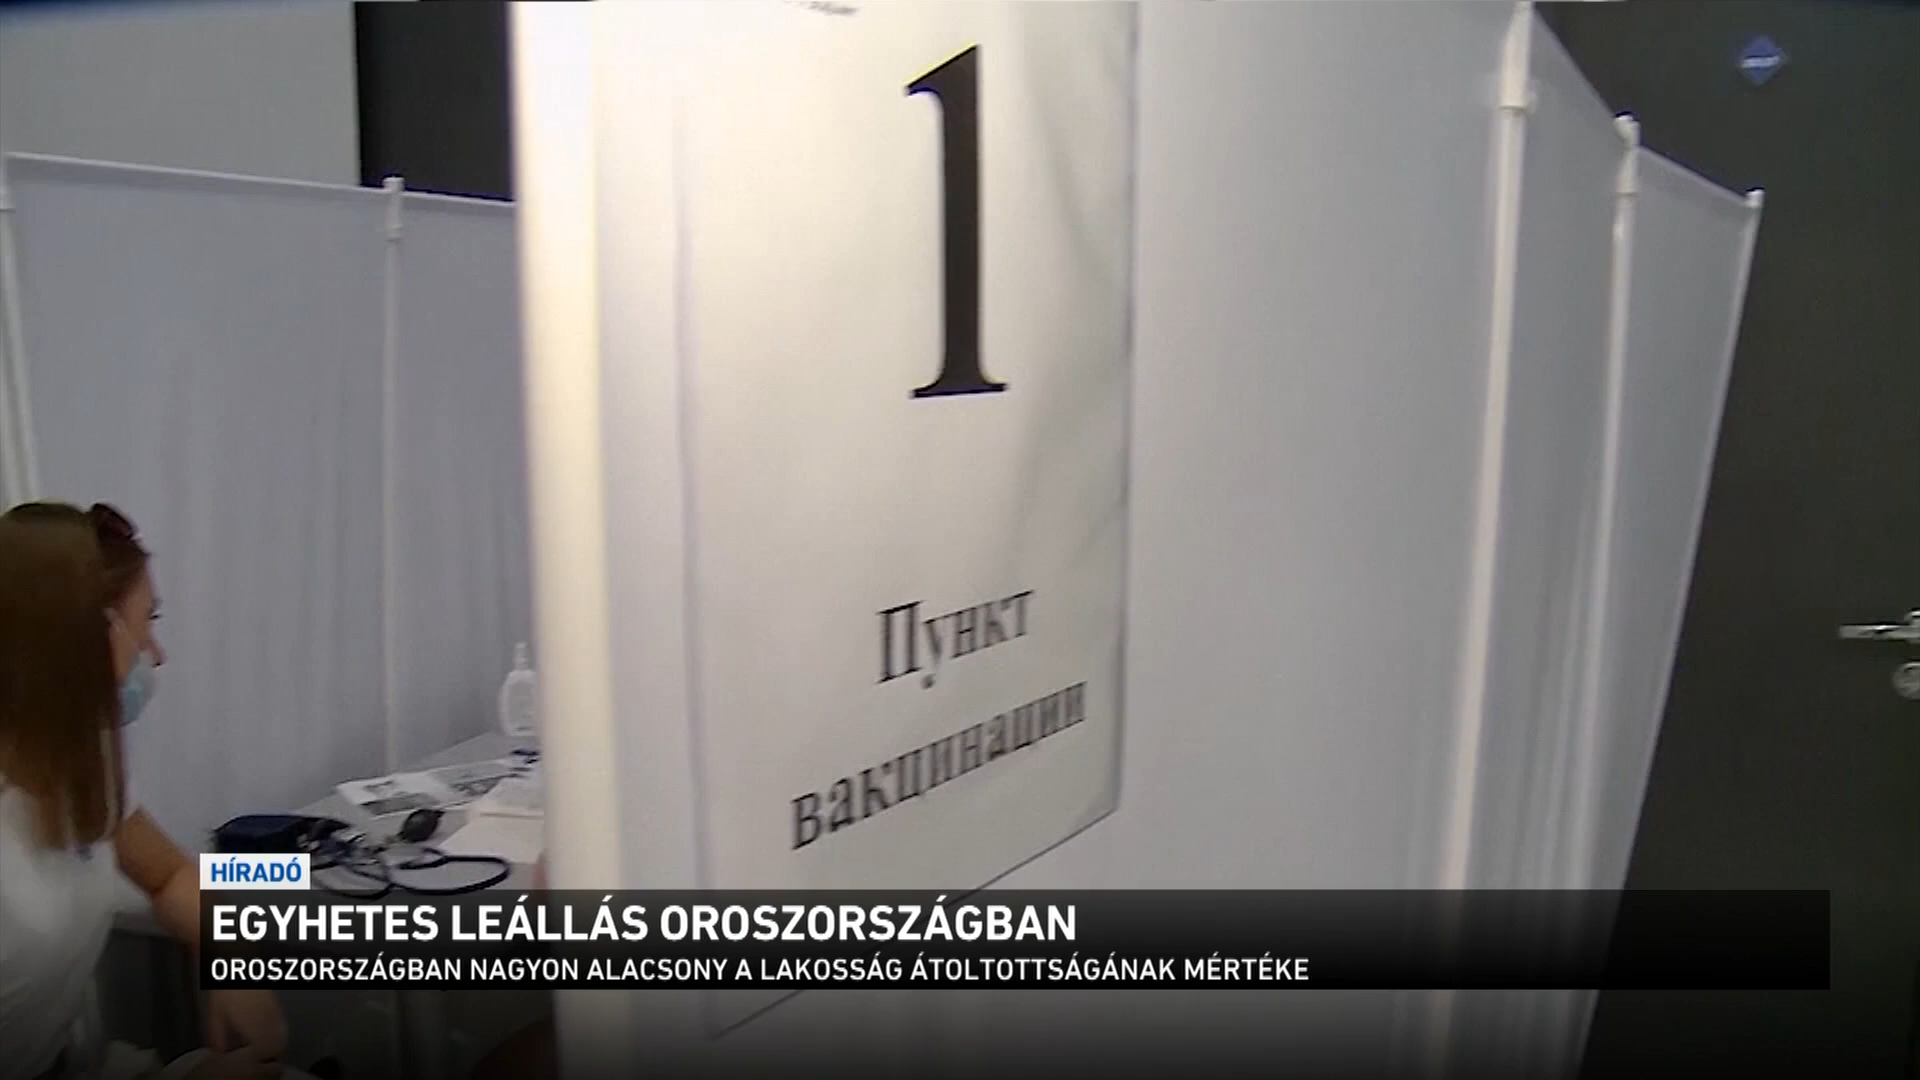 1
Пункт
вакцинации
HÍRADÓ
EGYHETES LEÁLLÁS OROSZORSZÁGBAN
OROSZORSZÁGBAN NAGYON ALACSONY A LAKOSSÁG ÁTOLTOTTSÁGÁNAK MÉRTÉKE